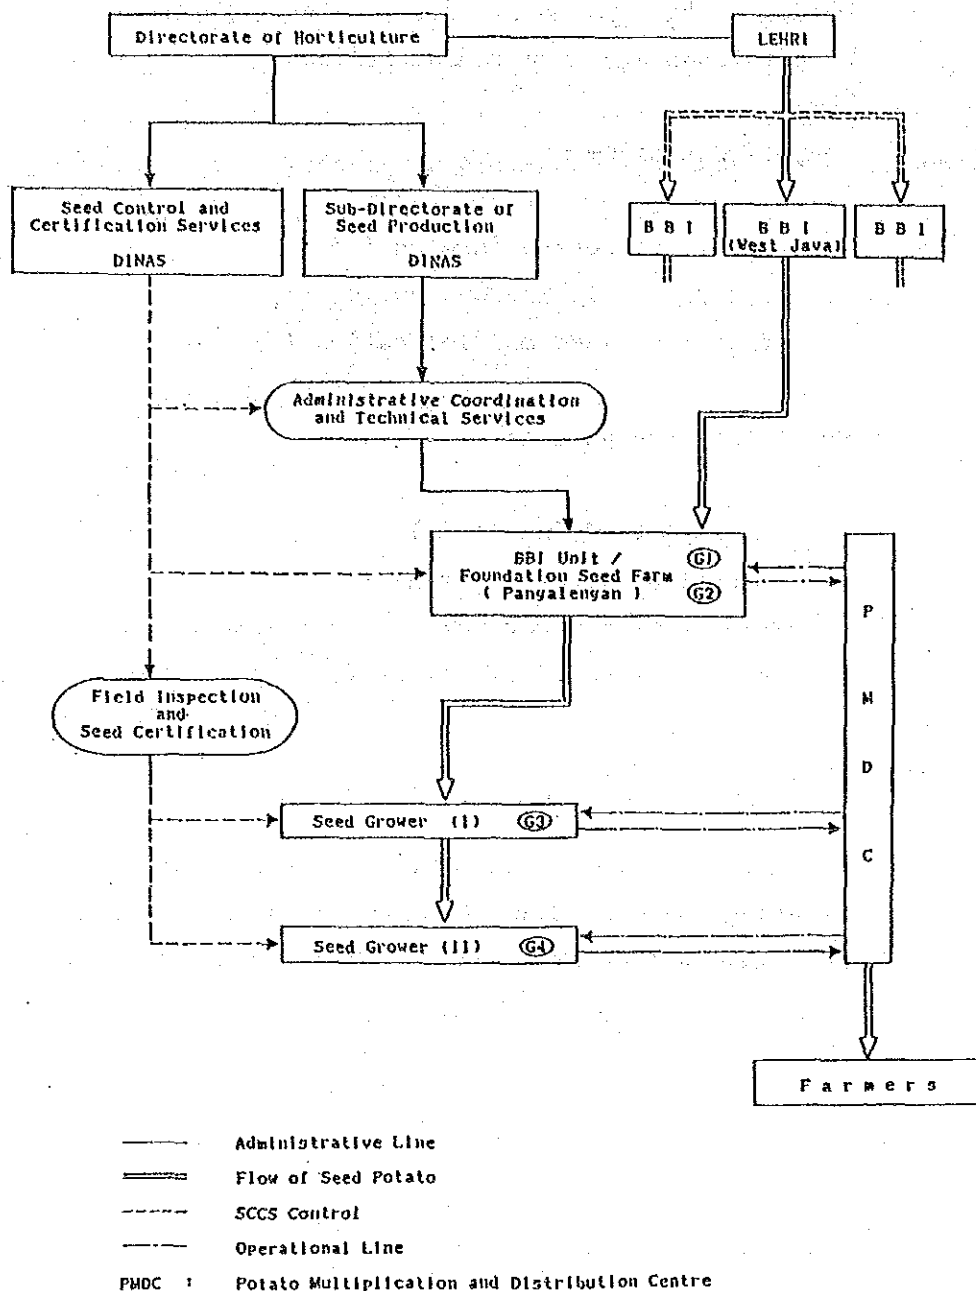 Directorate of Horticulture
LEHRI
Seed Control and
Certification Services
DINAS
Sub-Directorate of
Seed Production
DINAS
B B I
B B I
(West Java)
B B I
Administrative Coordination
and Technical Services
BBI Unit /
Foundation Seed Farm
( Pangalengan )
G1
G2
P
M
D
C
Field Inspection
and
Seed Certification
Seed Grower (I)
G3
Seed Grower (II)
G4
Farmers
Administrative Line
Flow of Seed Potato
SCCS Control
Operational Line
PMDC : Potato Multiplication and Distribution Centre